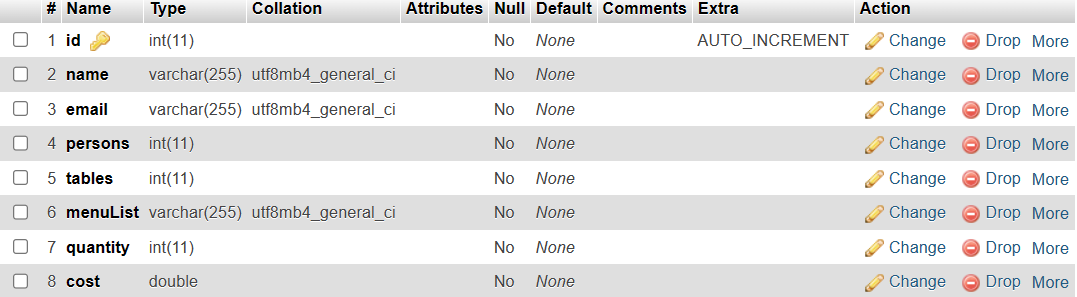 # Name Type Collation Attributes Null Default Comments Extra Action
1 id int(11) No None AUTO_INCREMENT Change Drop More
2 name varchar(255) utf8mb4_general_ci No None Change Drop More
3 email varchar(255) utf8mb4_general_ci No None Change Drop More
4 persons int(11) No None Change Drop More
5 tables int(11) No None Change Drop More
6 menuList varchar(255) utf8mb4_general_ci No None Change Drop More
7 quantity int(11) No None Change Drop More
8 cost double No None Change Drop More